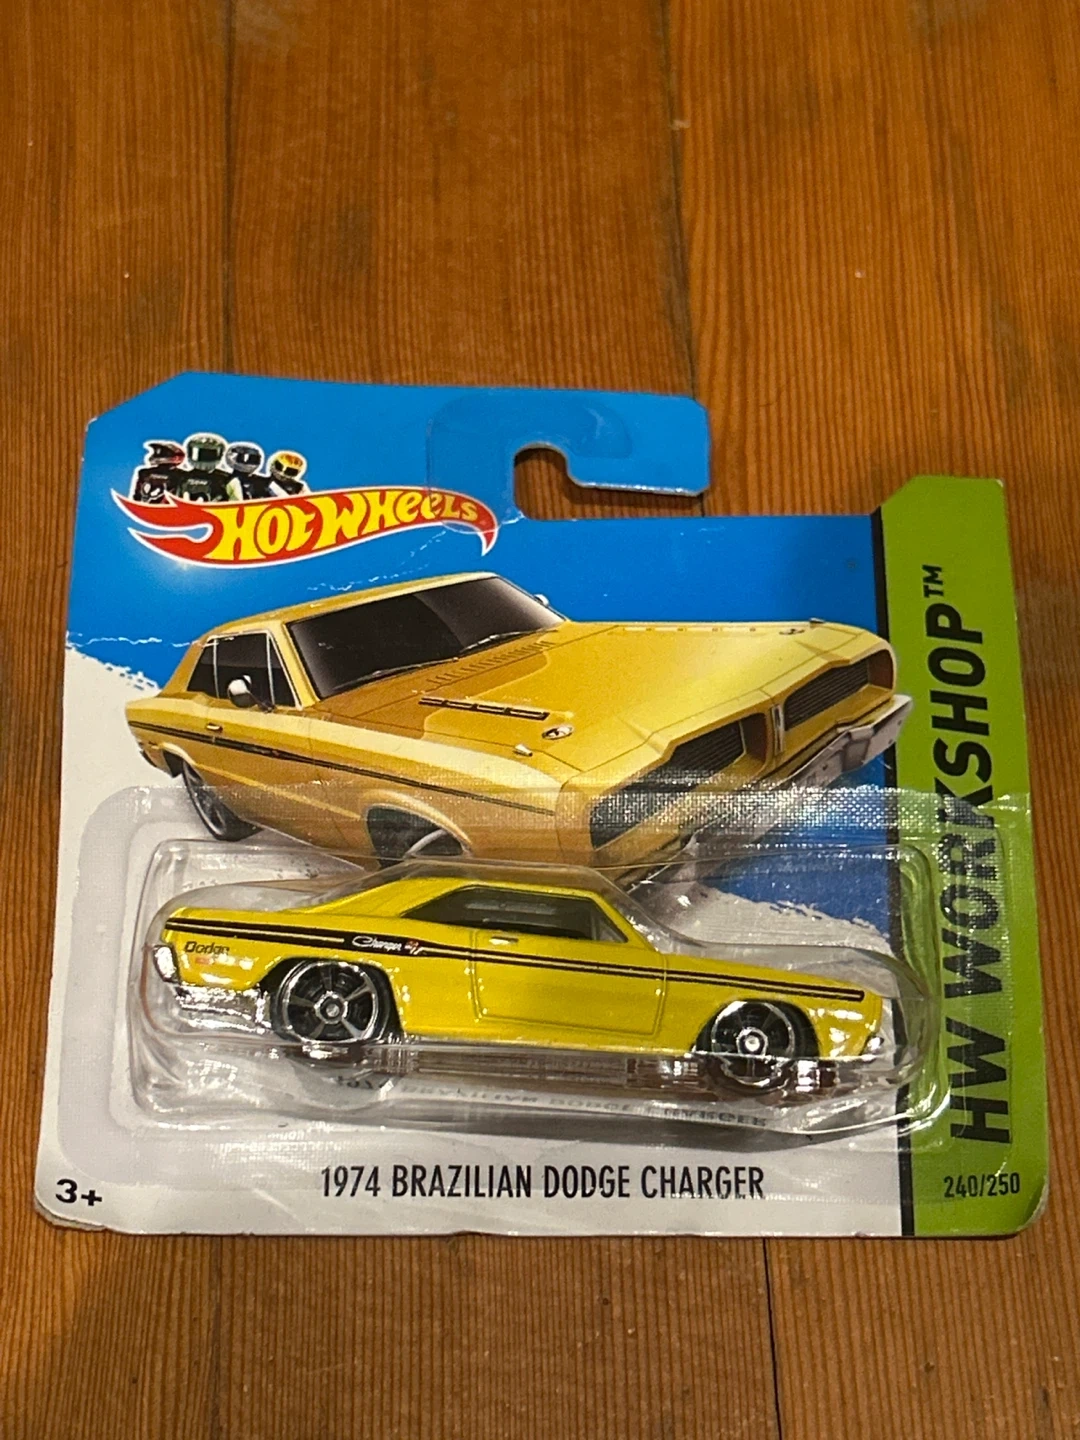 HOT WHEELS
HW WORKSHOP™
Dodge
Charger R/T
1974 BRAZILIAN DODGE CHARGER
3+
240/250